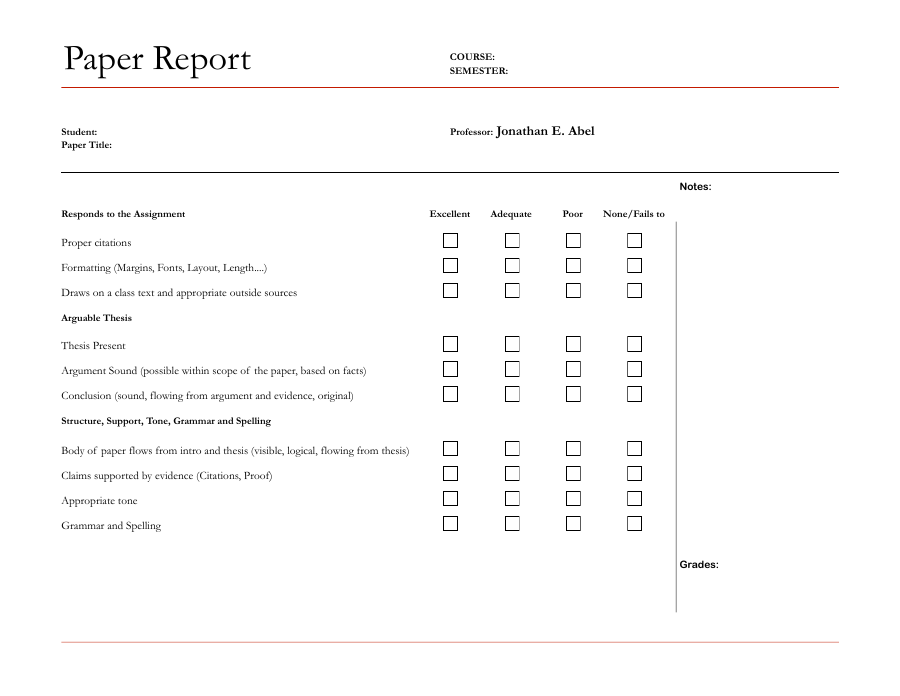 Paper Report
COURSE:
SEMESTER:
Student:
Paper Title:
Professor: Jonathan E. Abel
Notes:
Responds to the Assignment Excellent Adequate Poor None/Fails to
Proper citations
Formatting (Margins, Fonts, Layout, Length....)
Draws on a class text and appropriate outside sources
Arguable Thesis
Thesis Present
Argument Sound (possible within scope of the paper, based on facts)
Conclusion (sound, flowing from argument and evidence, original)
Structure, Support, Tone, Grammar and Spelling
Body of paper flows from intro and thesis (visible, logical, flowing from thesis)
Claims supported by evidence (Citations, Proof)
Appropriate tone
Grammar and Spelling
Grades: